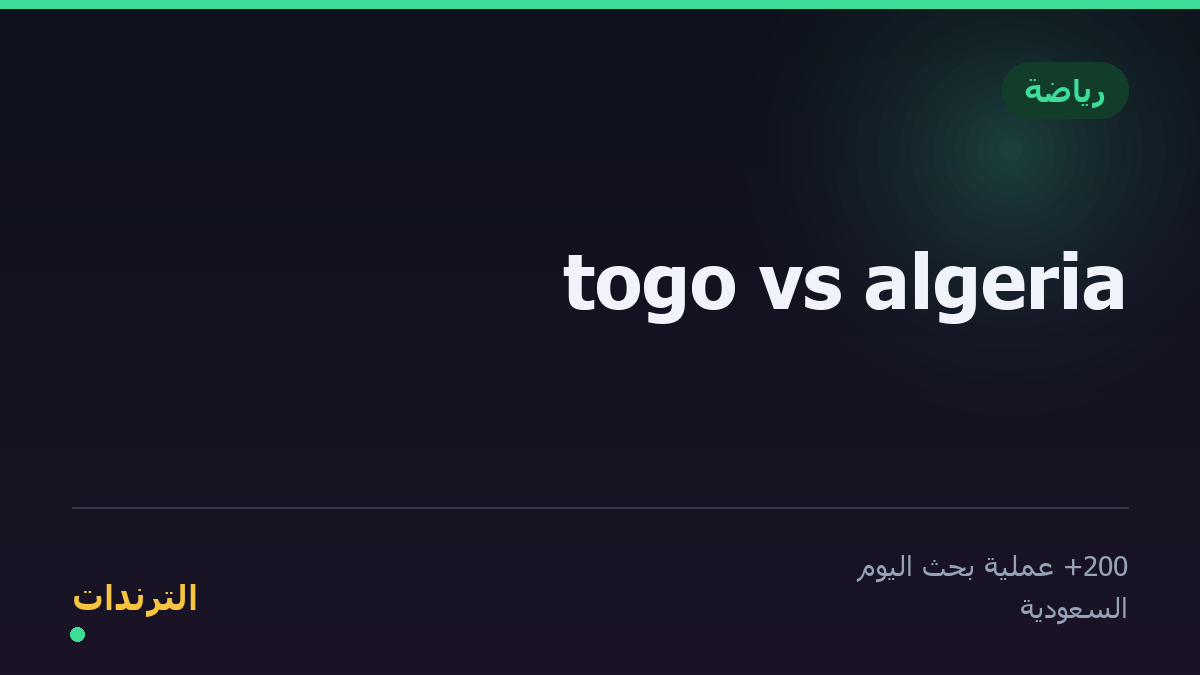 رياضة
togo vs algeria
200+ عملية بحث اليوم
السعودية
الترندات